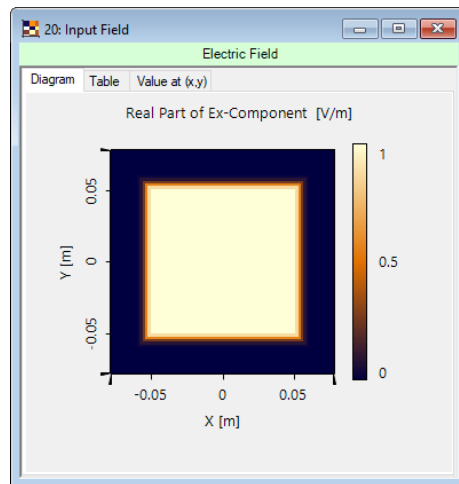 20: Input Field
Electric Field
Diagram Table Value at (x,y)
Real Part of Ex-Component [V/m]
1
0.5
0
Y [m]
0.05
0
-0.05
-0.05 0 0.05
X [m]